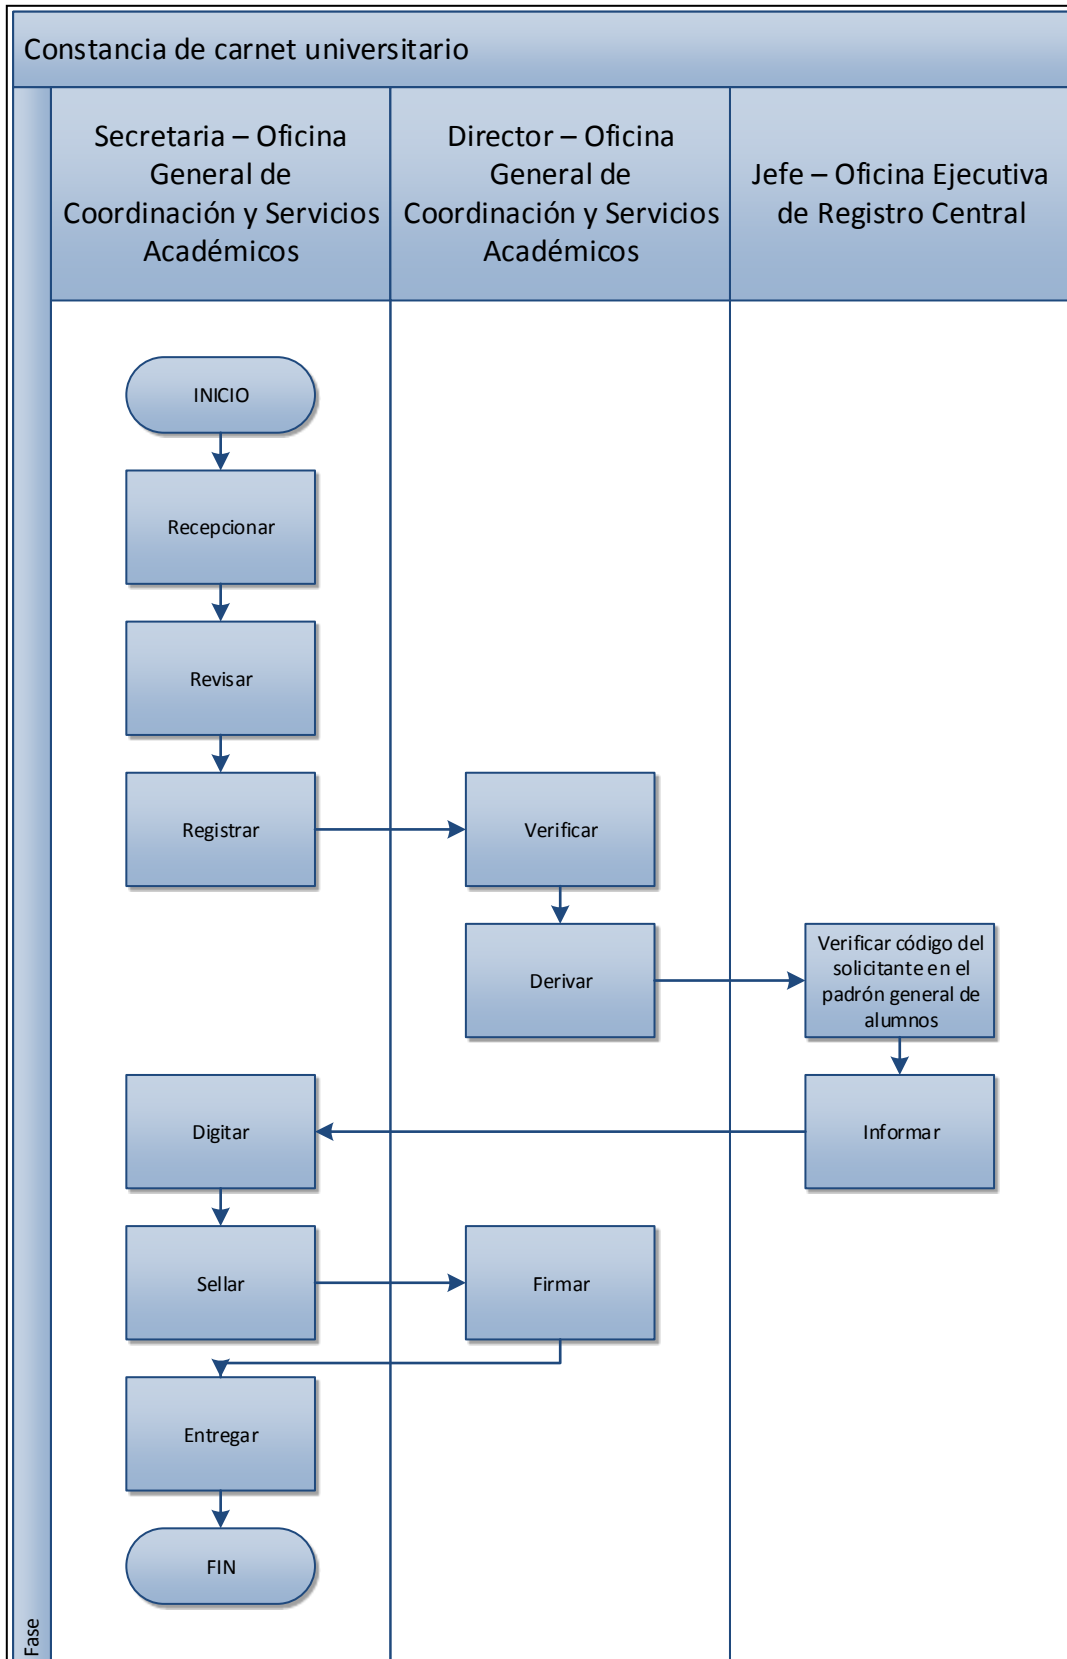 Constancia de carnet universitario
Secretaria – Oficina
General de
Coordinación y Servicios
Académicos
Director – Oficina
General de
Coordinación y Servicios
Académicos
Jefe – Oficina Ejecutiva
de Registro Central
INICIO
Recepcionar
Revisar
Registrar
Verificar
Derivar
Verificar código del
solicitante en el
padrón general de
alumnos
Digitar
Informar
Sellar
Firmar
Entregar
FIN
Fase